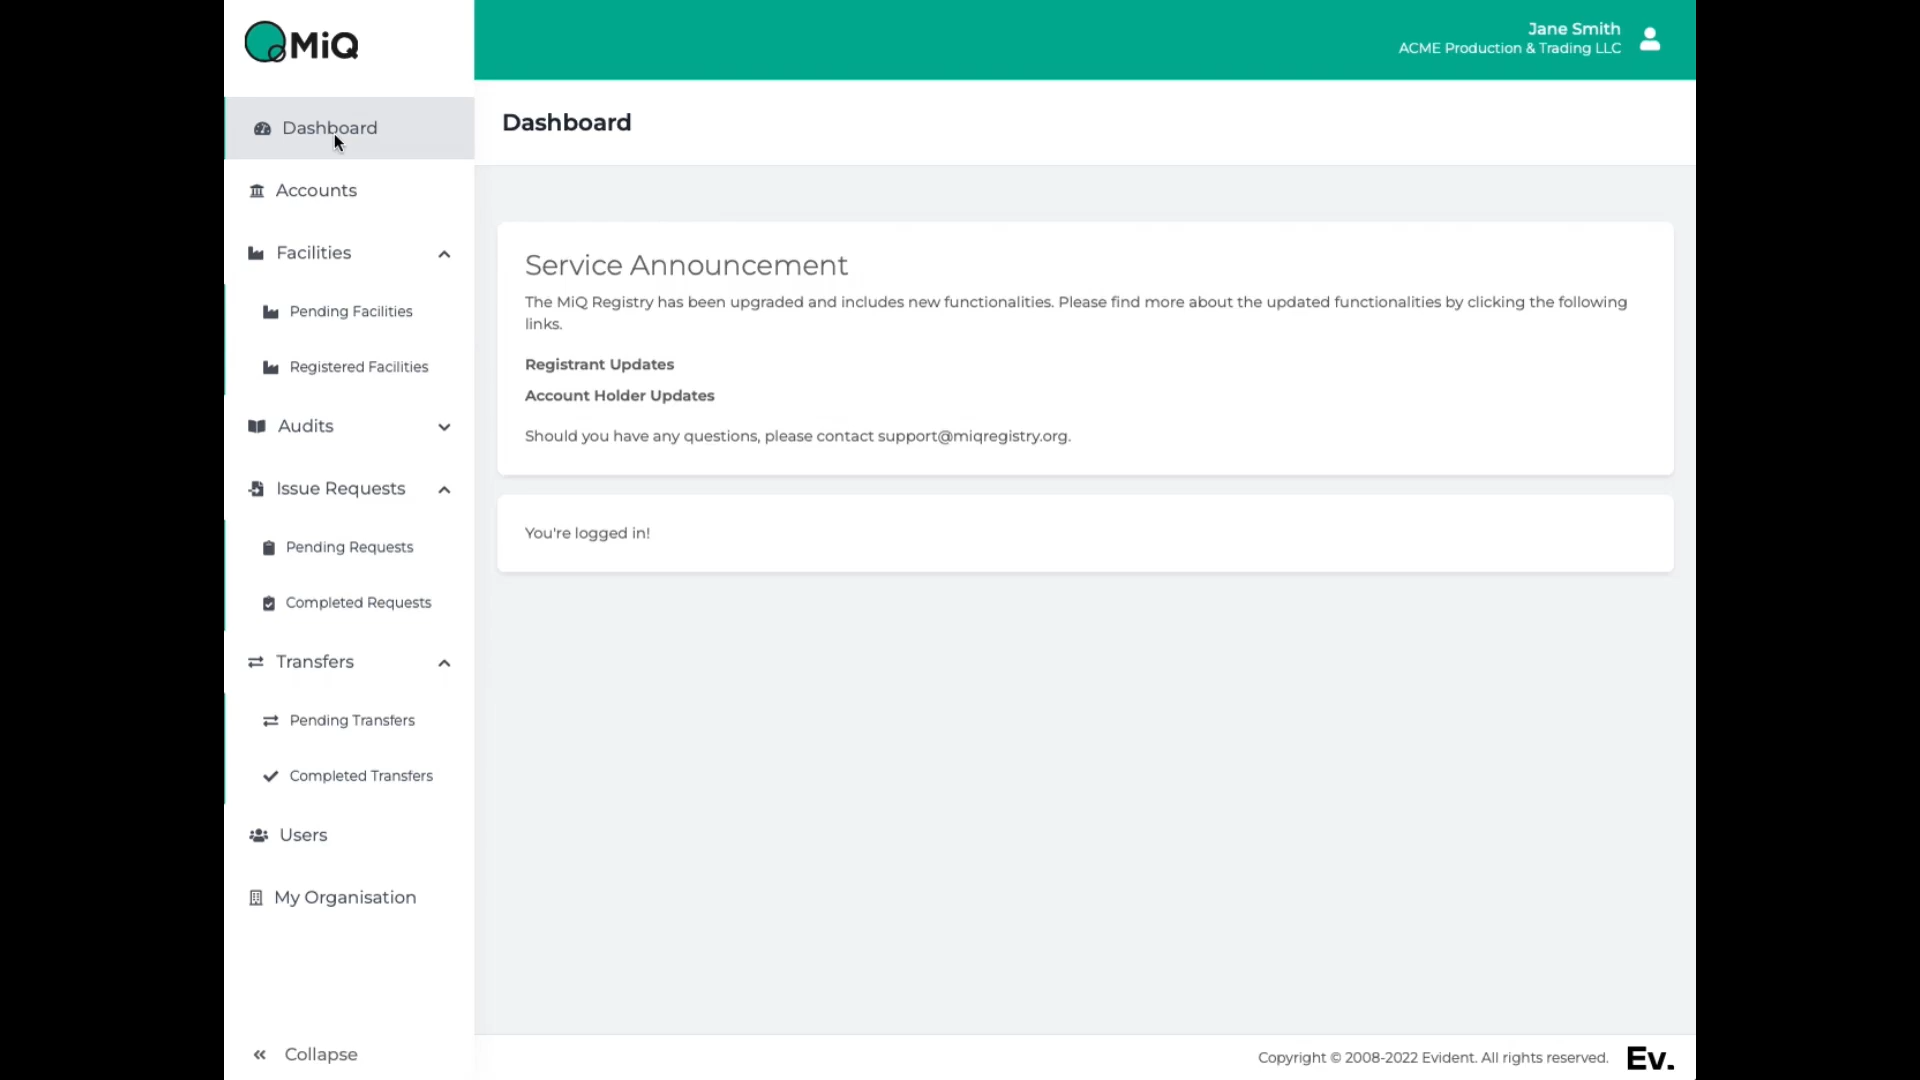 MiQ
Jane Smith
ACME Production & Trading LLC
Dashboard
Accounts
Facilities
Pending Facilities
Registered Facilities
Audits
Issue Requests
Pending Requests
Completed Requests
Transfers
Pending Transfers
Completed Transfers
Users
My Organisation
Collapse
Dashboard
Service Announcement
The MiQ Registry has been upgraded and includes new functionalities. Please find more about the updated functionalities by clicking the following
links.
Registrant Updates
Account Holder Updates
Should you have any questions, please contact support@miqregistry.org.
You're logged in!
Copyright © 2008-2022 Evident. All rights reserved.
Ev.